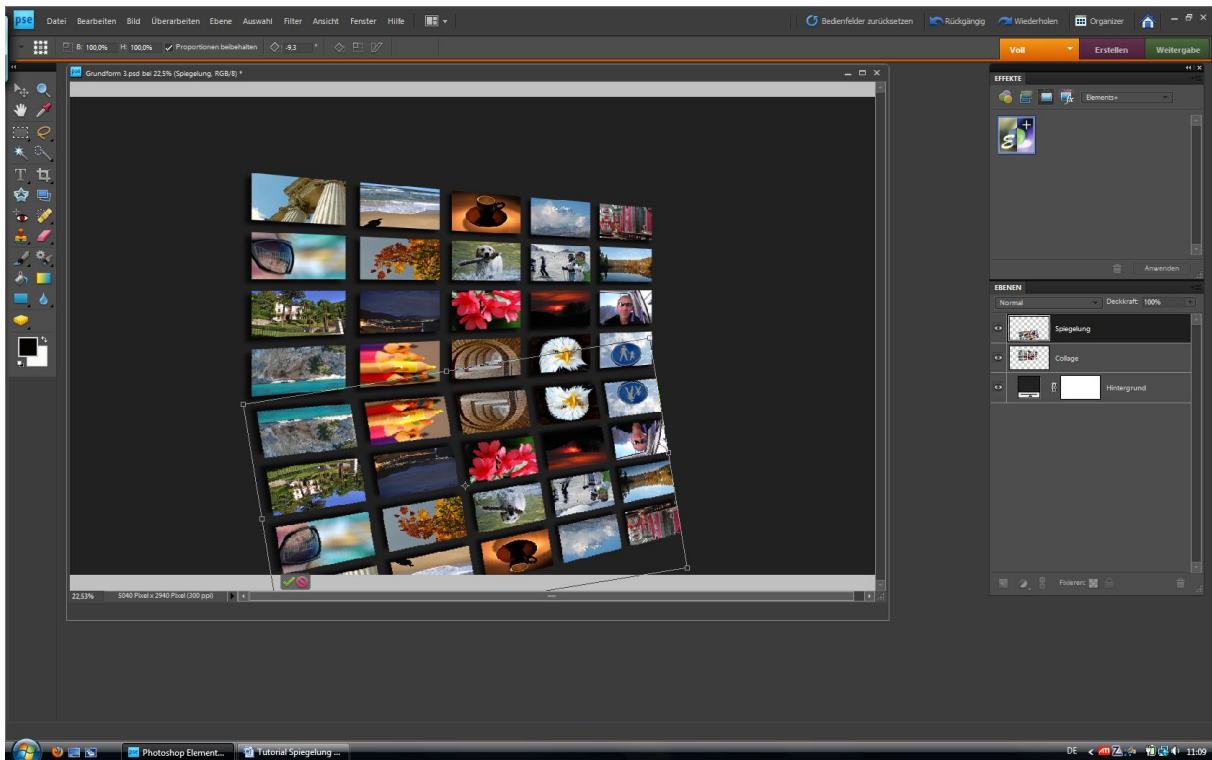 pse Datei Bearbeiten Bild Überarbeiten Ebene Auswahl Filter Ansicht Fenster Hilfe Bedienfelder zurücksetzen Rückgängig Wiederholen Organizer
B: 100,0% H: 100,0% Proportionen beibehalten -9,3 ° Voll Erstellen Weitergabe
Grundform 3.psd bei 22,5% (Spiegelung, RGB/8) *
EFFEKTE
Elements+
Anwenden
EBENEN
Normal Deckkraft: 100%
Spiegelung
Collage
Hintergrund
Fixieren:
22,53% 5040 Pixel x 2940 Pixel (300 ppi)
Photoshop Element... Tutorial Spiegelung ... DE 11:09